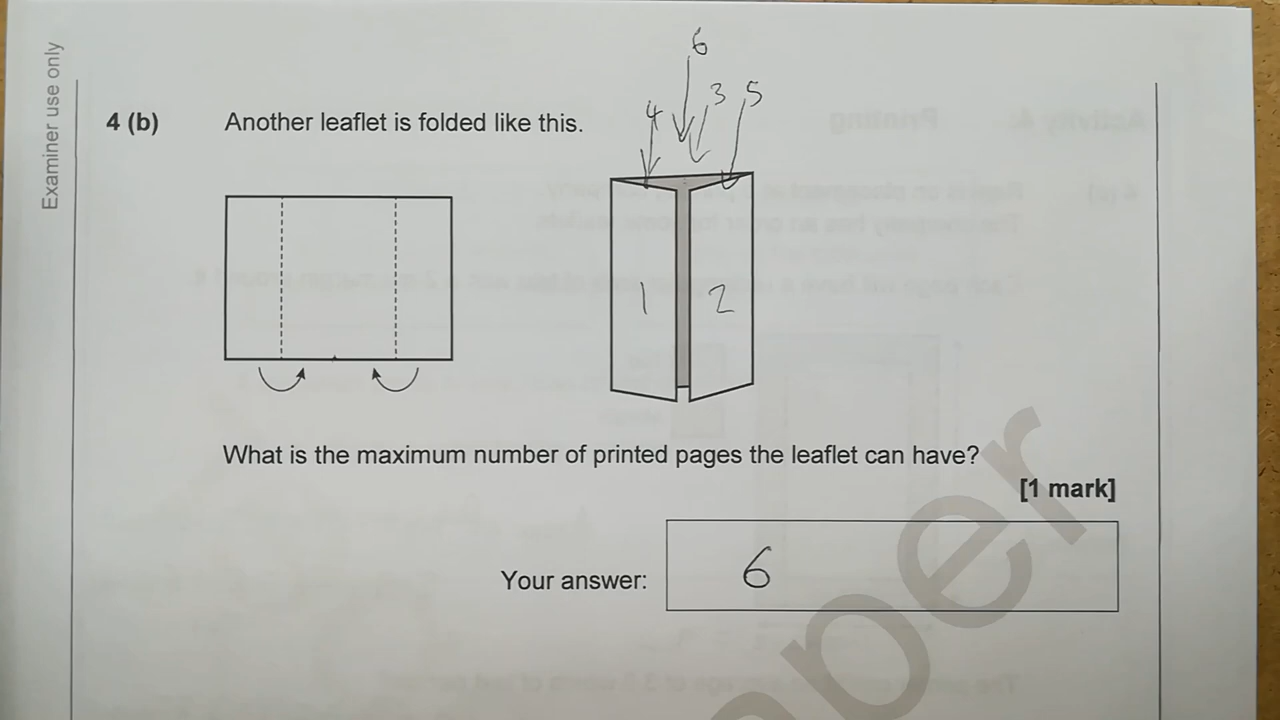 Examiner use only
6
3 5
4
4 (b) Another leaflet is folded like this.
1 2
What is the maximum number of printed pages the leaflet can have?
[1 mark]
Your answer: 6
per